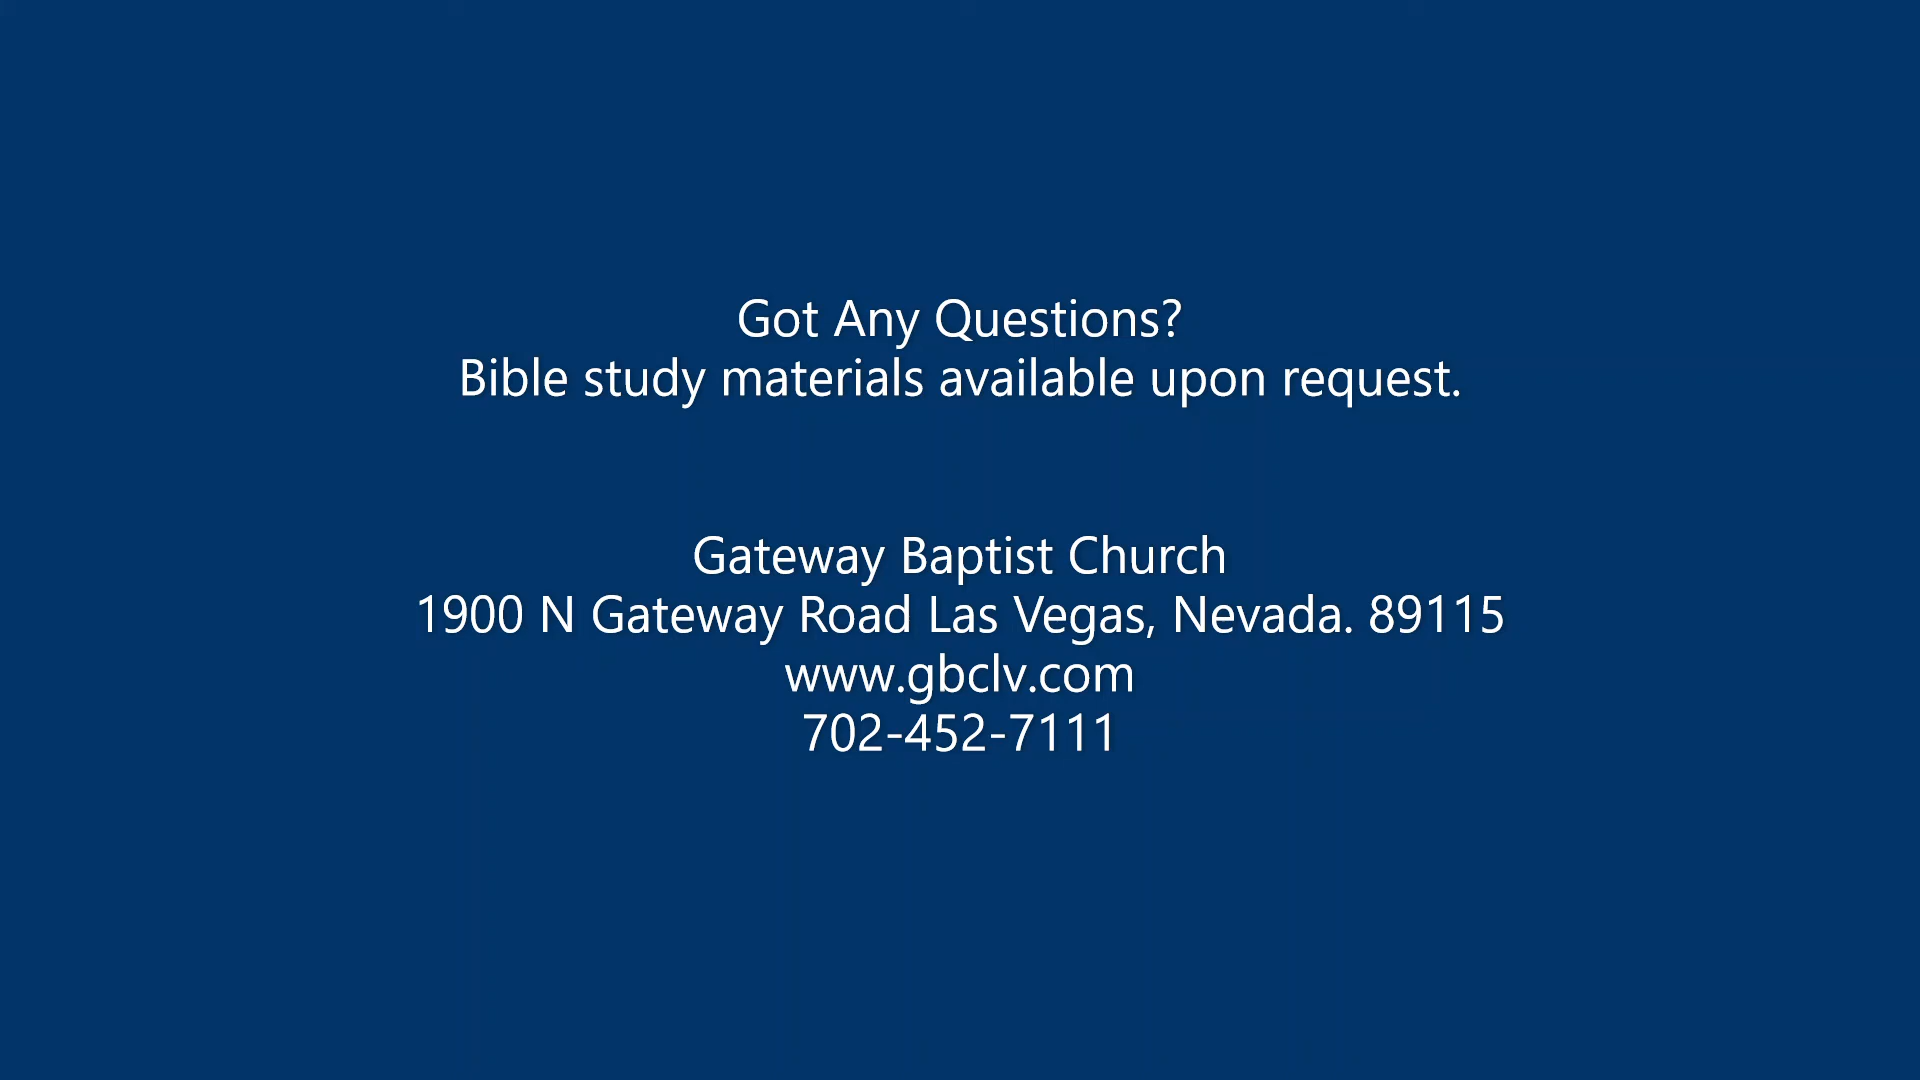 Got Any Questions?
Bible study materials available upon request.
Gateway Baptist Church
1900 N Gateway Road Las Vegas, Nevada. 89115
www.gbclv.com
702-452-7111